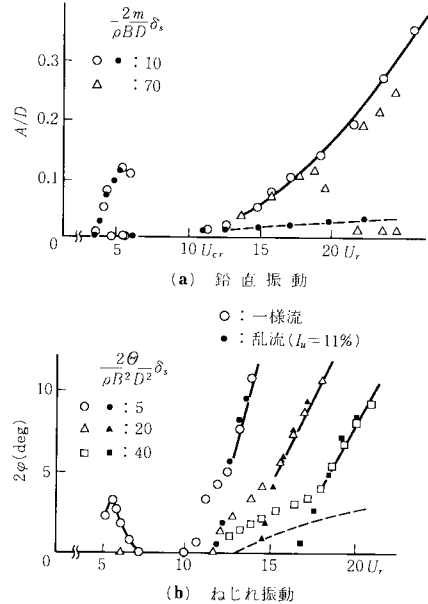 2m/ρBD δs
○ ● : 10
△ : 70
A/D
0.3
0.2
0.1
0
0 5 10 Ucr 15 20 Ur
(a) 鉛直振動
○ : 一様流
● : 乱流(Iu=11%)
2Θ/ρB²D² δs
○ ● : 5
△ ▲ : 20
□ ■ : 40
2φ(deg)
10
5
0
0 5 10 15 20 Ur
(b) ねじれ振動